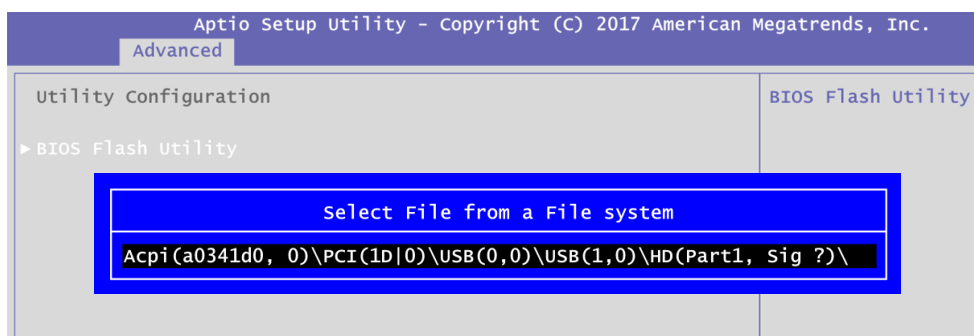 Aptio Setup Utility – Copyright (C) 2017 American Megatrends, Inc.
Advanced
Utility Configuration
BIOS Flash Utility
►BIOS Flash Utility
Select File from a File system
Acpi(a0341d0, 0)\PCI(1D|0)\USB(0,0)\USB(1,0)\HD(Part1, Sig ?)\